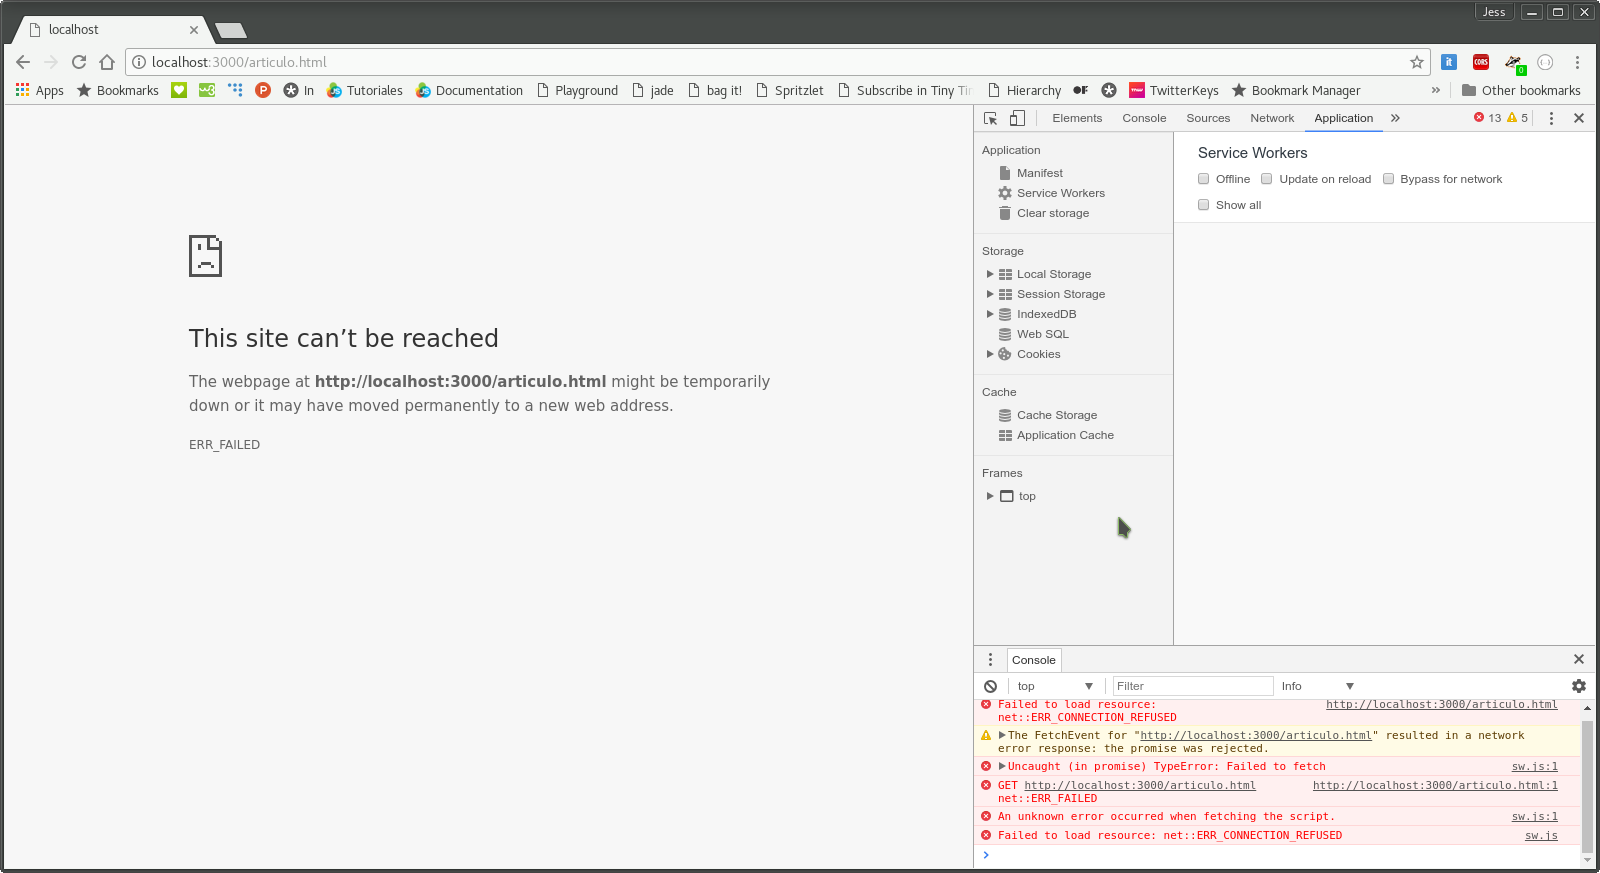 Jess
localhost
localhost:3000/articulo.html
it
CORS
0
Apps
Bookmarks
w3
P
In
JS
Tutoriales
JS
Documentation
Playground
jade
bag it!
Spritzlet
Subscribe in Tiny Tin
Hierarchy
TwitterKeys
Bookmark Manager
»
Other bookmarks
Elements
Console
Sources
Network
Application
»
13
5
Application
Manifest
Service Workers
Clear storage
Storage
Local Storage
Session Storage
IndexedDB
Web SQL
Cookies
Cache
Cache Storage
Application Cache
Frames
top
Service Workers
Offline
Update on reload
Bypass for network
Show all
This site can’t be reached
The webpage at http://localhost:3000/articulo.html might be temporarily
down or it may have moved permanently to a new web address.
ERR_FAILED
Console
top
Filter
Info
Failed to load resource: http://localhost:3000/articulo.html
net::ERR_CONNECTION_REFUSED
The FetchEvent for "http://localhost:3000/articulo.html" resulted in a network
error response: the promise was rejected.
Uncaught (in promise) TypeError: Failed to fetch sw.js:1
GET http://localhost:3000/articulo.html http://localhost:3000/articulo.html:1
net::ERR_FAILED
An unknown error occurred when fetching the script. sw.js:1
Failed to load resource: net::ERR_CONNECTION_REFUSED sw.js